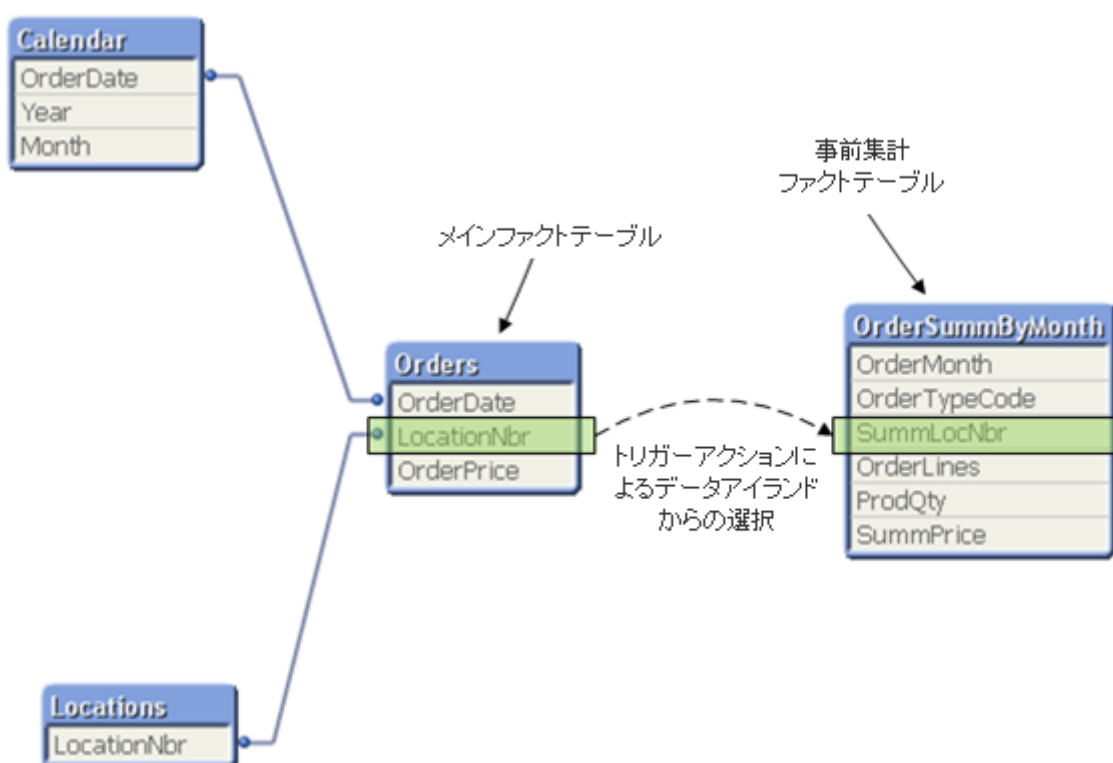 Calendar
OrderDate
Year
Month
事前集計
ファクトテーブル
メインファクトテーブル
Orders
OrderDate
LocationNbr
OrderPrice
トリガーアクションに
よるデータアイランド
からの選択
OrderSummByMonth
OrderMonth
OrderTypeCode
SummLocNbr
OrderLines
ProdQty
SummPrice
Locations
LocationNbr